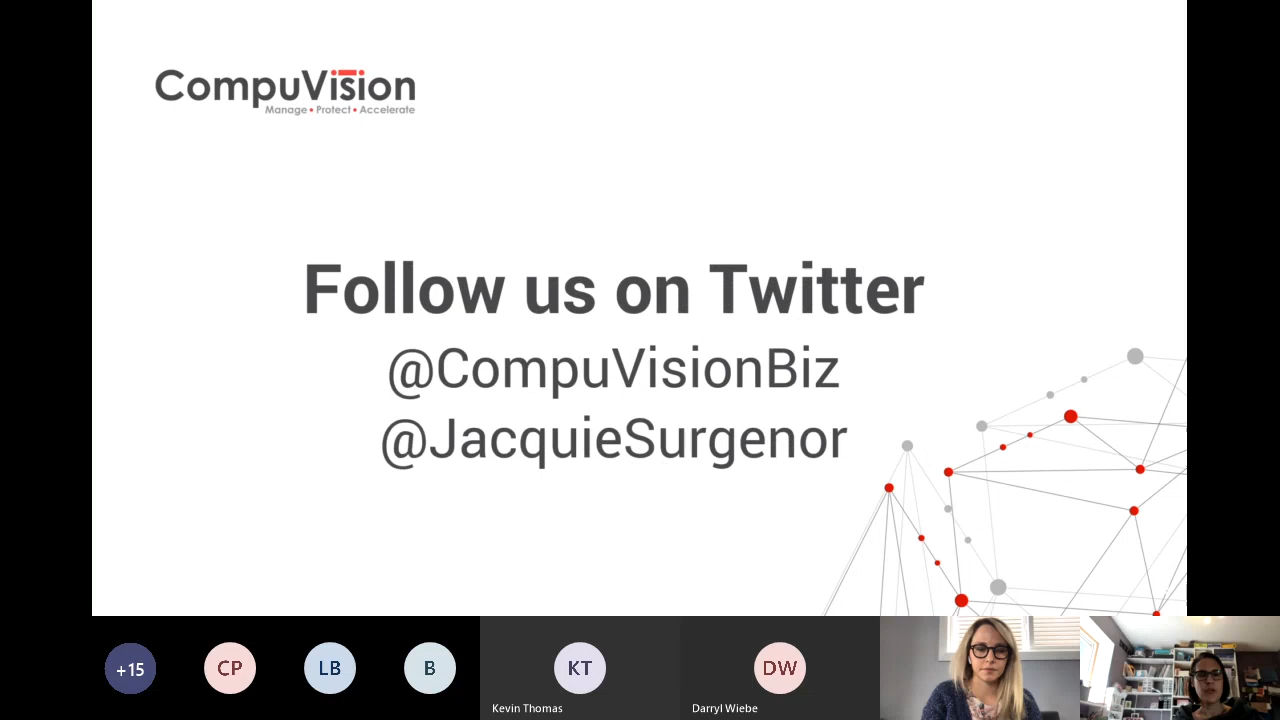 CompuVision
Manage • Protect • Accelerate
Follow us on Twitter
@CompuVisionBiz
@JacquieSurgenor
+15
CP
LB
B
KT
DW
Kevin Thomas
Darryl Wiebe